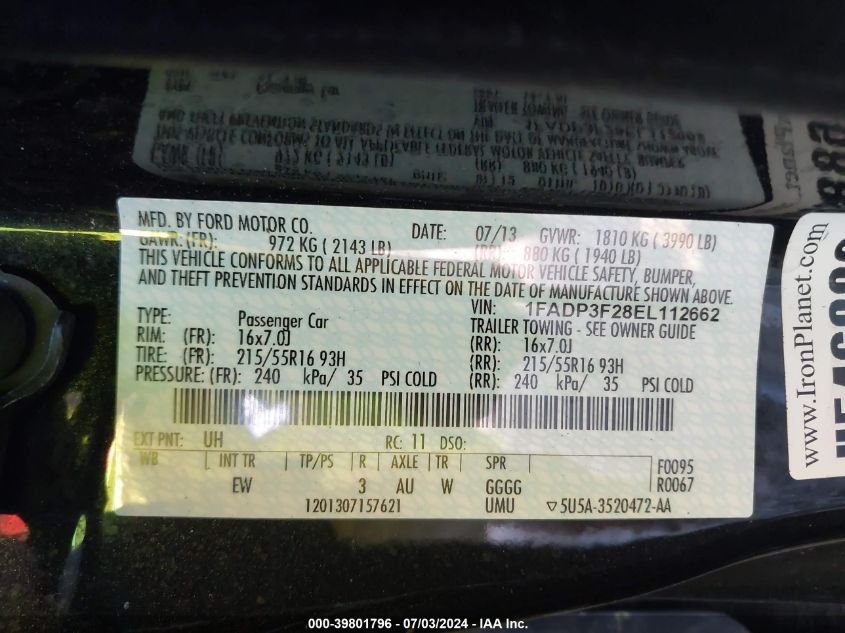 MFD. BY FORD MOTOR CO. DATE: 07/13 GVWR: 1810 KG ( 3990 LB)
GAWR: (FR): 972 KG ( 2143 LB) (RR): 880 KG ( 1940 LB)
THIS VEHICLE CONFORMS TO ALL APPLICABLE FEDERAL MOTOR VEHICLE SAFETY, BUMPER,
AND THEFT PREVENTION STANDARDS IN EFFECT ON THE DATE OF MANUFACTURE SHOWN ABOVE.
VIN: 1FADP3F28EL112662
TYPE: Passenger Car TRAILER TOWING - SEE OWNER GUIDE
RIM: (FR): 16x7.0J (RR): 16x7.0J
TIRE: (FR): 215/55R16 93H (RR): 215/55R16 93H
PRESSURE: (FR): 240 kPa/ 35 PSI COLD (RR): 240 kPa/ 35 PSI COLD
EXT PNT: UH RC: 11 DSO:
WB INT TR TP/PS R AXLE TR SPR F0095
EW 3 AU W GGGG R0067
1201307157621 UMU ▽5U5A-3520472-AA
www.IronPlanet.com
000-39801796 - 07/03/2024 - IAA Inc.